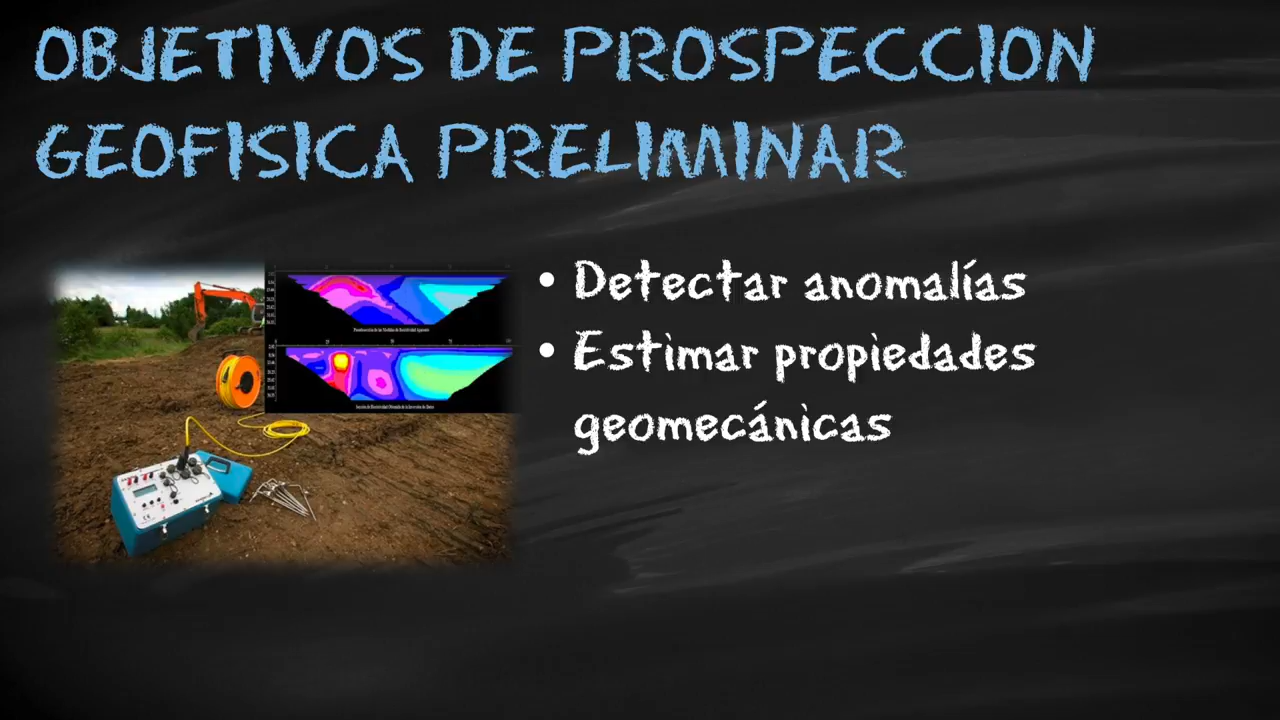 OBJETIVOS DE PROSPECCION
GEOFISICA PRELIMINAR
• Detectar anomalías
• Estimar propiedades
geomecánicas